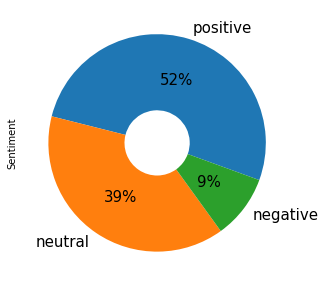 positive
52%
Sentiment
9%
39%
negative
neutral